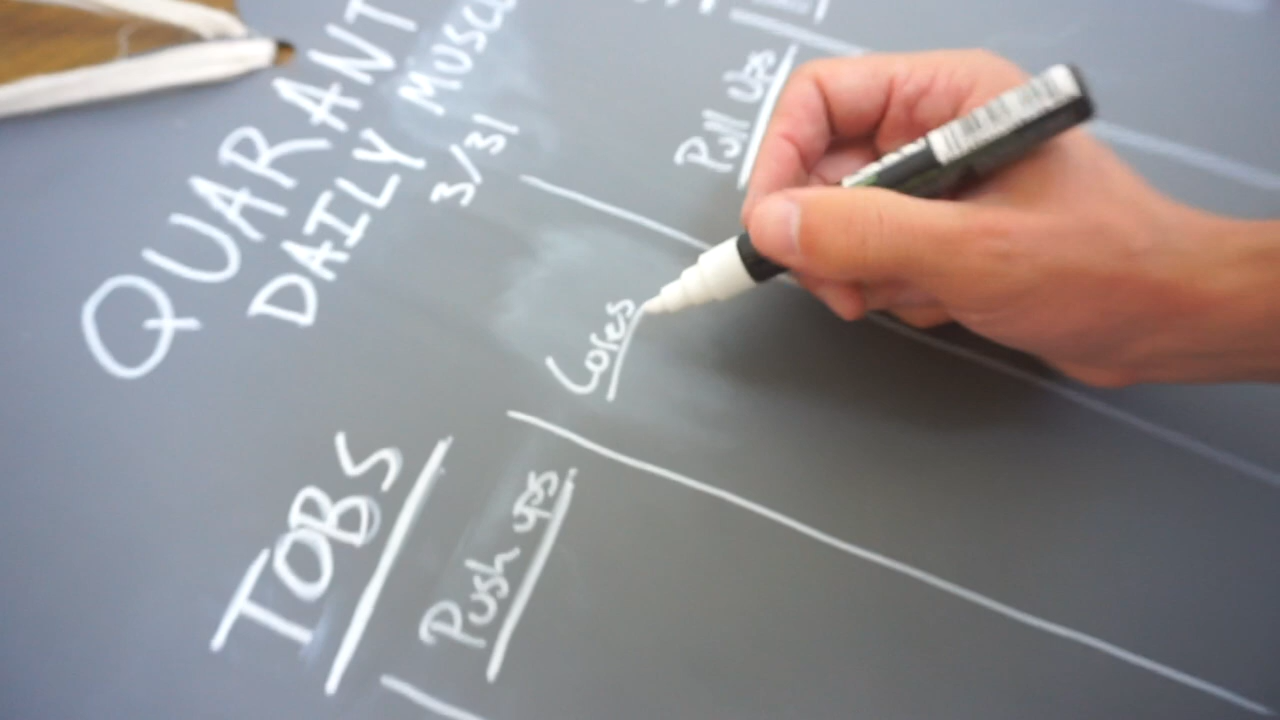 QUARANT
DAILY MUSCL
3/31
TOBS
Push ups
Cores
Pull ups